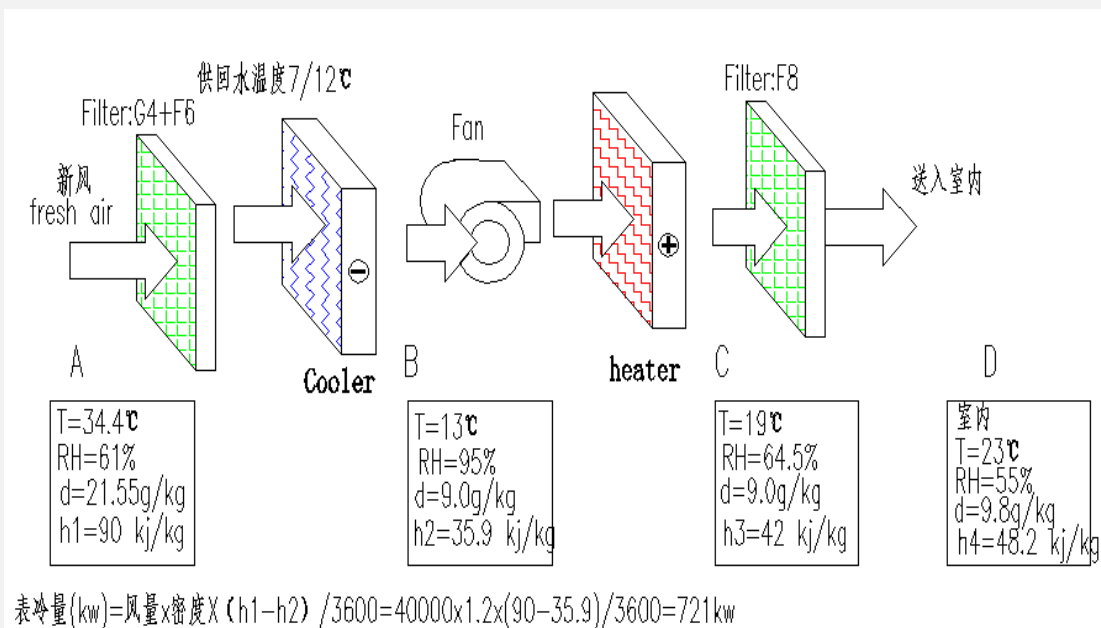 供回水温度7/12℃
Filter:G4+F6
Fan
Filter:F8
新风
fresh air
送入室内
A
Cooler
B
heater
C
D
T=34.4℃
RH=61%
d=21.55g/kg
h1=90 kj/kg
T=13℃
RH=95%
d=9.0g/kg
h2=35.9 kj/kg
T=19℃
RH=64.5%
d=9.0g/kg
h3=42 kj/kg
室内
T=23℃
RH=55%
d=9.8g/kg
h4=48.2 kj/kg
表冷量(kw)=风量x密度X(h1-h2)/3600=40000x1.2x(90-35.9)/3600=721kw